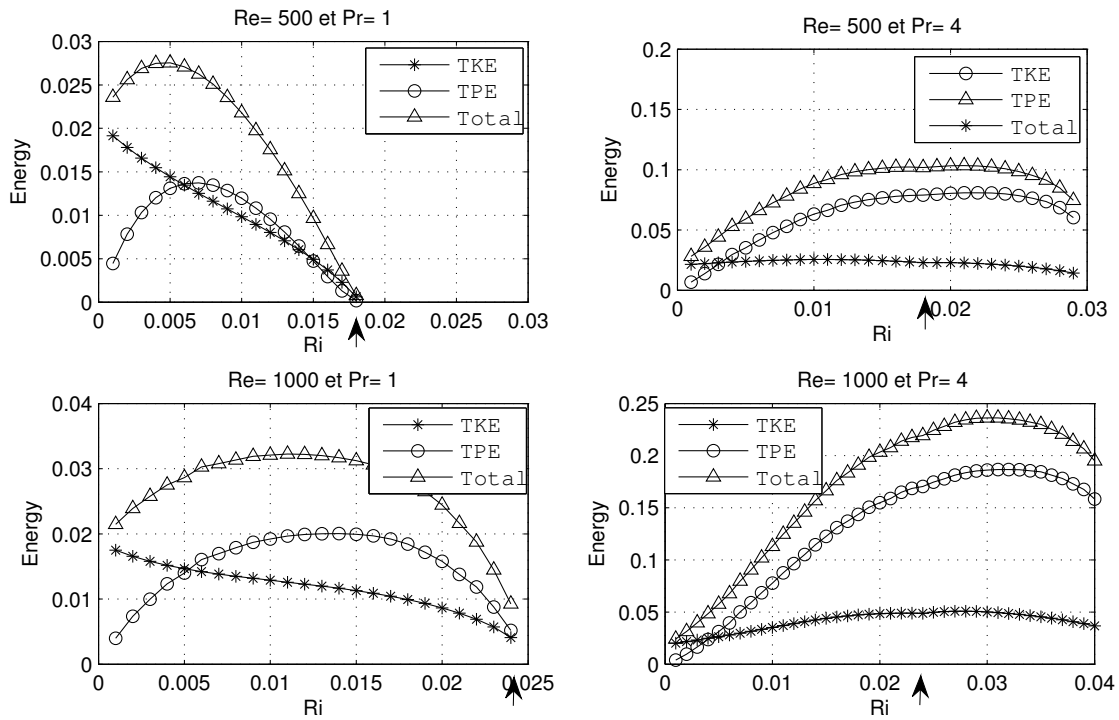 Re= 500 et Pr= 1
Energy
0.03
0.025
0.02
0.015
0.01
0.005
0
TKE
TPE
Total
0 0.005 0.01 0.015 0.02 0.025 0.03
Ri
Re= 500 et Pr= 4
Energy
0.2
0.15
0.1
0.05
0
TKE
TPE
Total
0 0.01 0.02 0.03
Ri
Re= 1000 et Pr= 1
Energy
0.04
0.03
0.02
0.01
0
TKE
TPE
Total
0 0.005 0.01 0.015 0.02 0.025
Ri
Re= 1000 et Pr= 4
Energy
0.25
0.2
0.15
0.1
0.05
0
TKE
TPE
Total
0 0.01 0.02 0.03 0.04
Ri